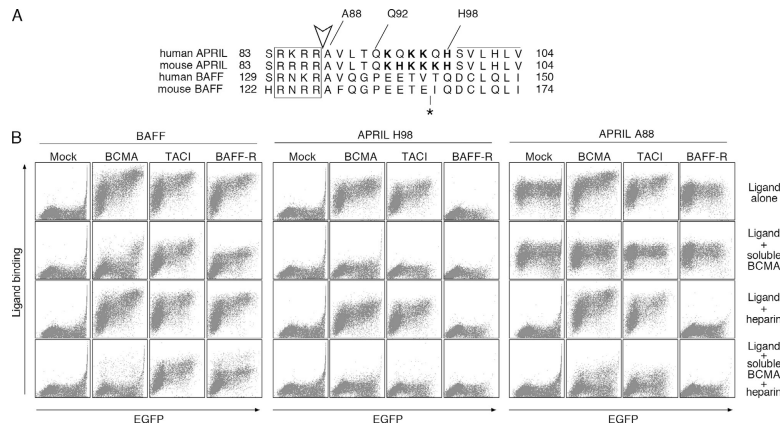 A
A88 Q92 H98
human APRIL 83 S R K R R A V L T Q K Q K K Q H S V L H L V 104
mouse APRIL 83 S R R R R A V L T Q K H K K K H S V L H L V 104
human BAFF 129 S R N K R A V Q G P E E T V T Q D C L Q L I 150
mouse BAFF 122 H R N R R A F Q G P E E T E I Q D C L Q L I 174
*
B
BAFF APRIL H98 APRIL A88
Mock BCMA TACI BAFF-R Mock BCMA TACI BAFF-R Mock BCMA TACI BAFF-R
Ligand binding
Ligand
alone
Ligand
+
soluble
BCMA
Ligand
+
heparin
Ligand
+
soluble
BCMA
+
heparin
EGFP EGFP EGFP